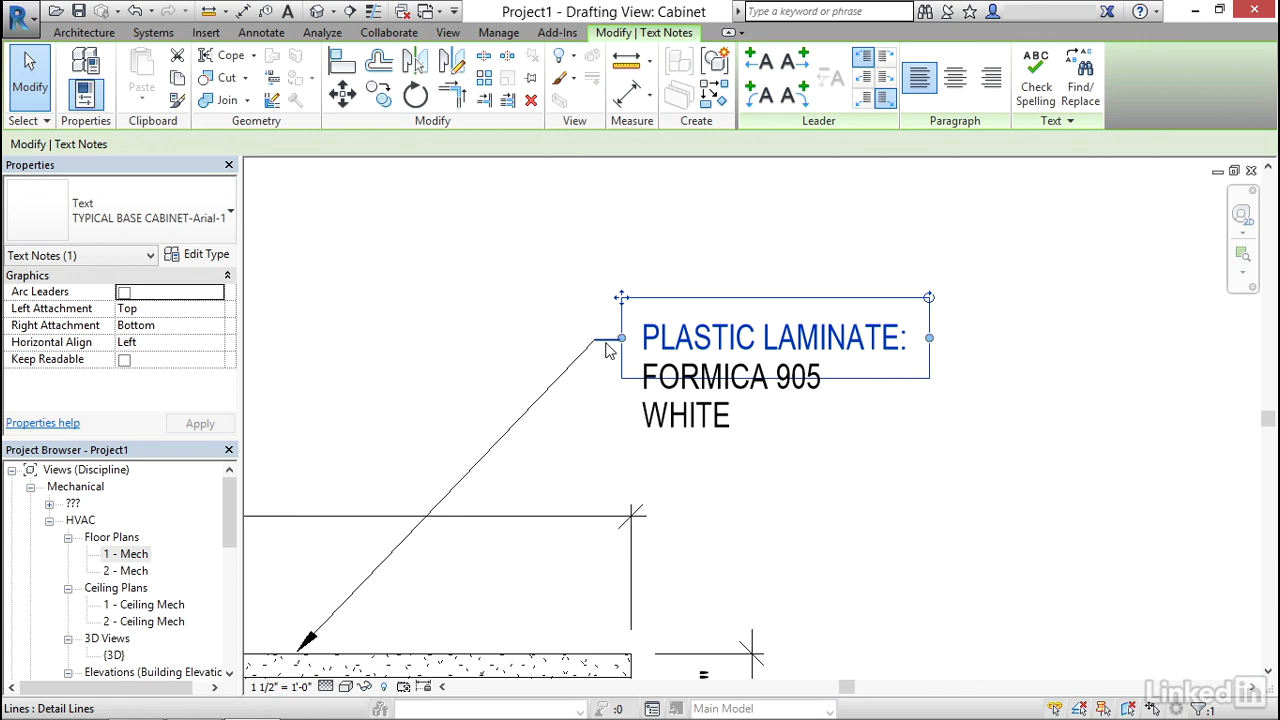 Project1 - Drafting View: Cabinet
Type a keyword or phrase
Architecture
Systems
Insert
Annotate
Analyze
Collaborate
View
Manage
Add-Ins
Modify | Text Notes
Modify
Paste
Cope
Cut
Join
Check
Spelling
Find/
Replace
Select
Properties
Clipboard
Geometry
Modify
View
Measure
Create
Leader
Paragraph
Text
Modify | Text Notes
Properties
Text
TYPICAL BASE CABINET-Arial-1
Text Notes (1)
Edit Type
Graphics
Arc Leaders
Left Attachment Top
Right Attachment Bottom
Horizontal Align Left
Keep Readable
Properties help
Apply
Project Browser - Project1
Views (Discipline)
Mechanical
???
HVAC
Floor Plans
1 - Mech
2 - Mech
Ceiling Plans
1 - Ceiling Mech
2 - Ceiling Mech
3D Views
{3D}
Elevations (Building Elevatic
PLASTIC LAMINATE:
FORMICA 905
WHITE
1 1/2" = 1'-0"
Lines : Detail Lines
:0
Main Model
:1
2D
LinkedIn